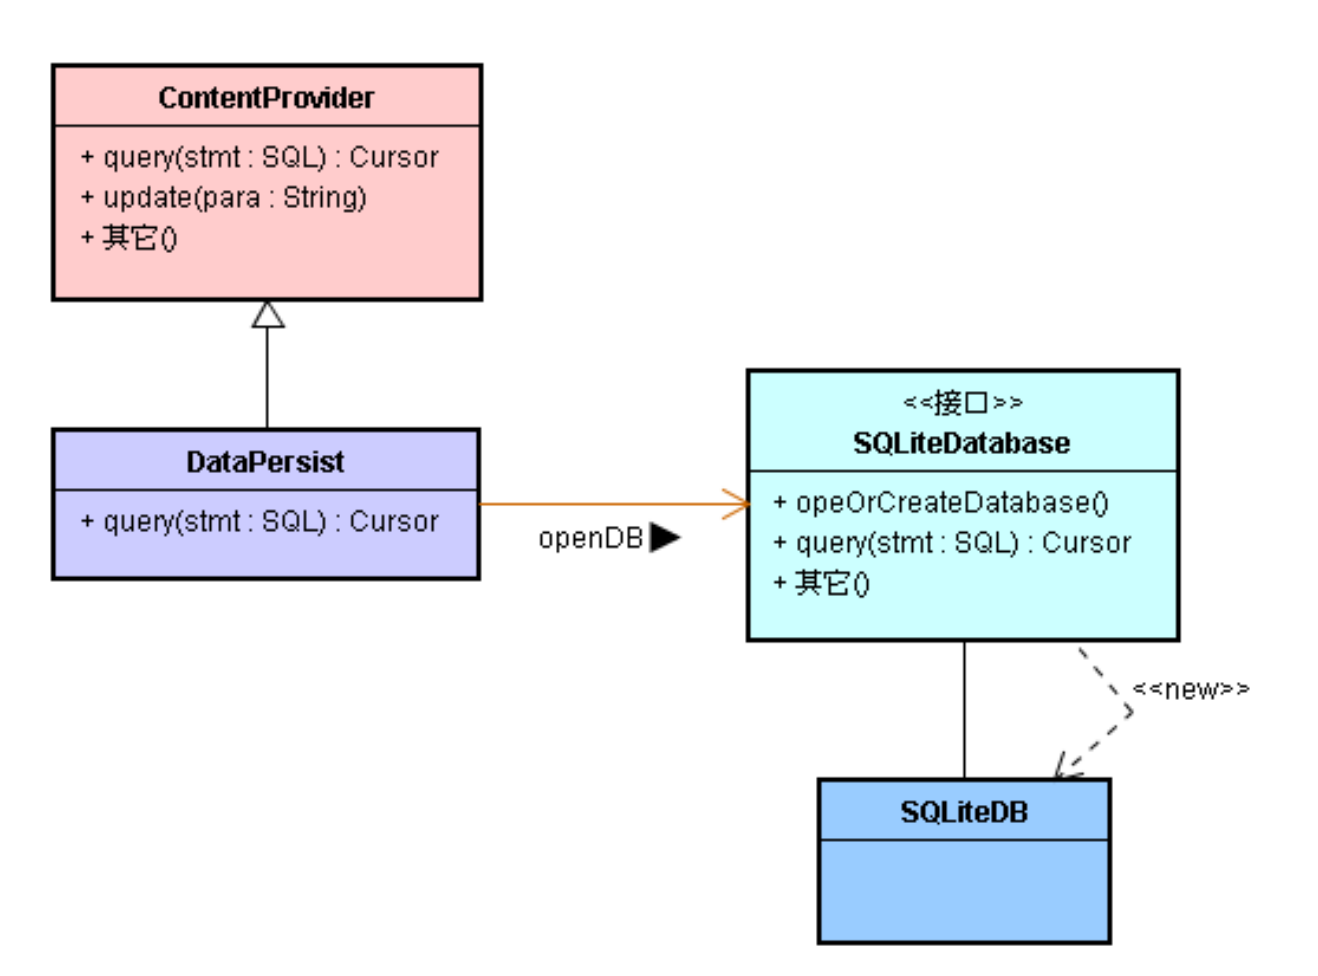 ContentProvider
+ query(stmt : SQL) : Cursor
+ update(para : String)
+ 其它()
DataPersist
+ query(stmt : SQL) : Cursor
openDB▶
<<接口>>
SQLiteDatabase
+ opeOrCreateDatabase()
+ query(stmt : SQL) : Cursor
+ 其它()
<<new>>
SQLiteDB